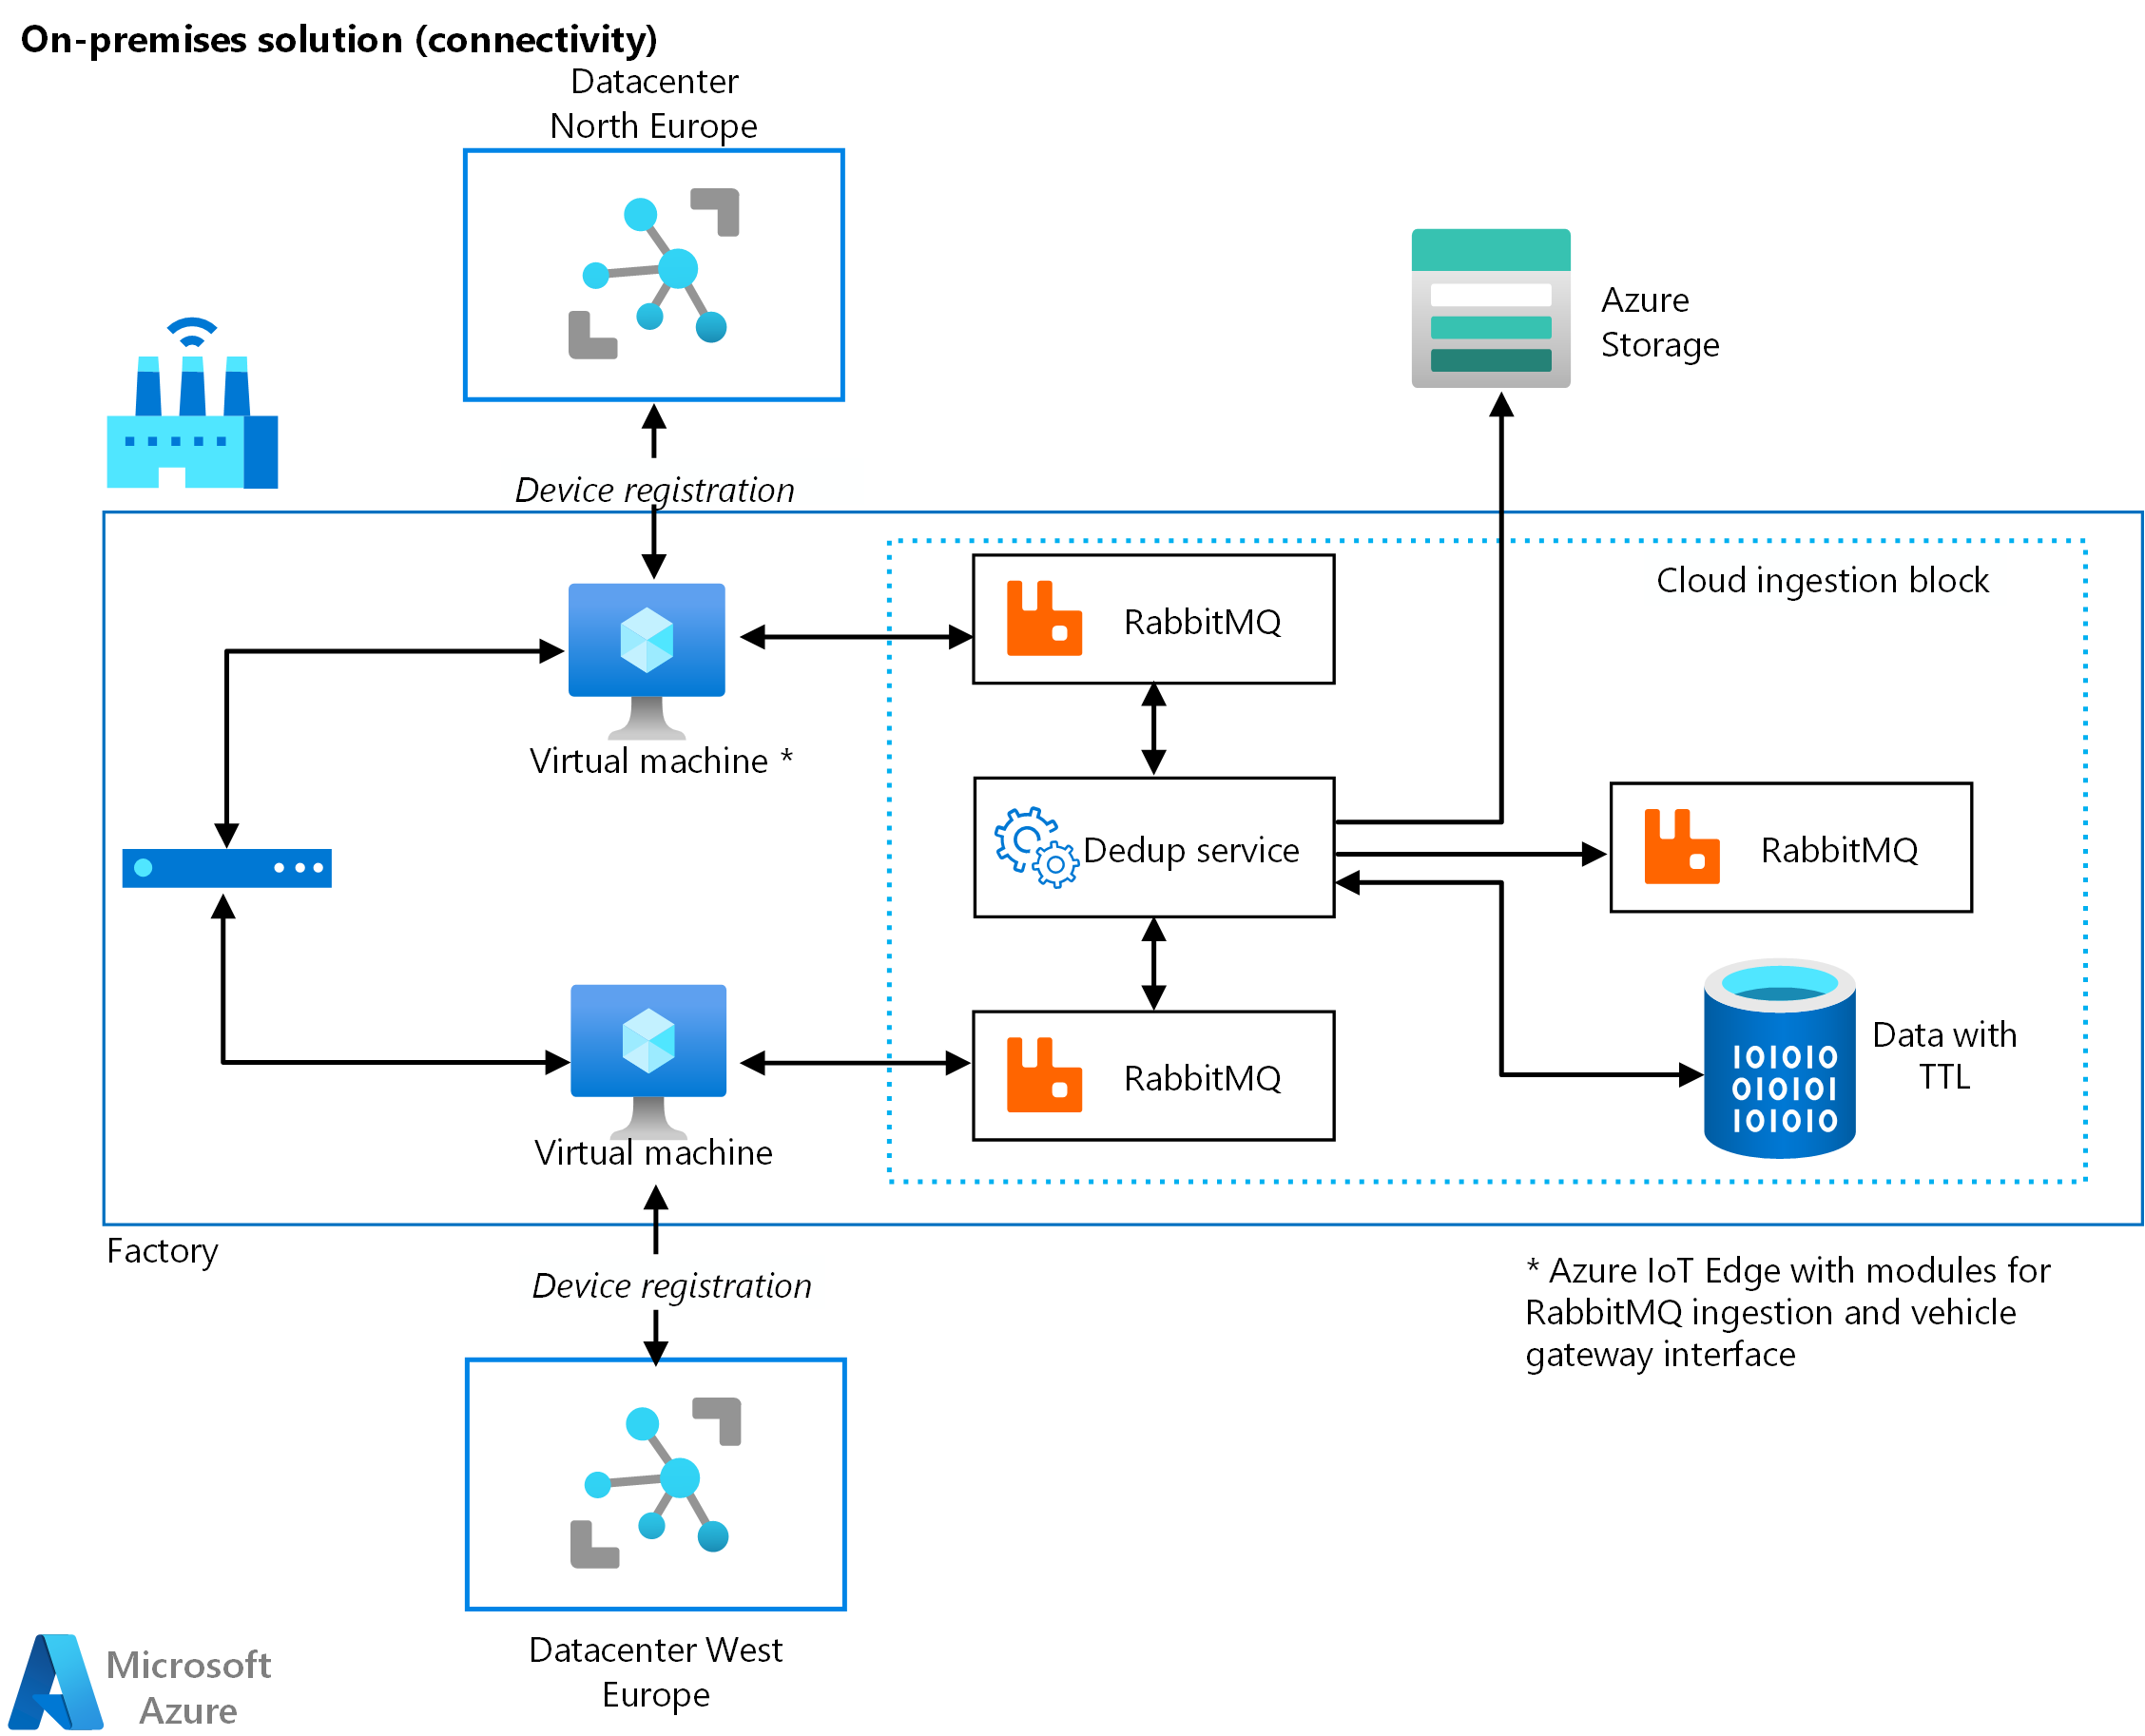 On-premises solution (connectivity)
Datacenter
North Europe
Azure
Storage
Device registration
Cloud ingestion block
RabbitMQ
Virtual machine *
Dedup service
RabbitMQ
Data with
TTL
RabbitMQ
Virtual machine
Factory
Device registration
* Azure IoT Edge with modules for
RabbitMQ ingestion and vehicle
gateway interface
Datacenter West
Europe
Microsoft
Azure
101010
010101
101010